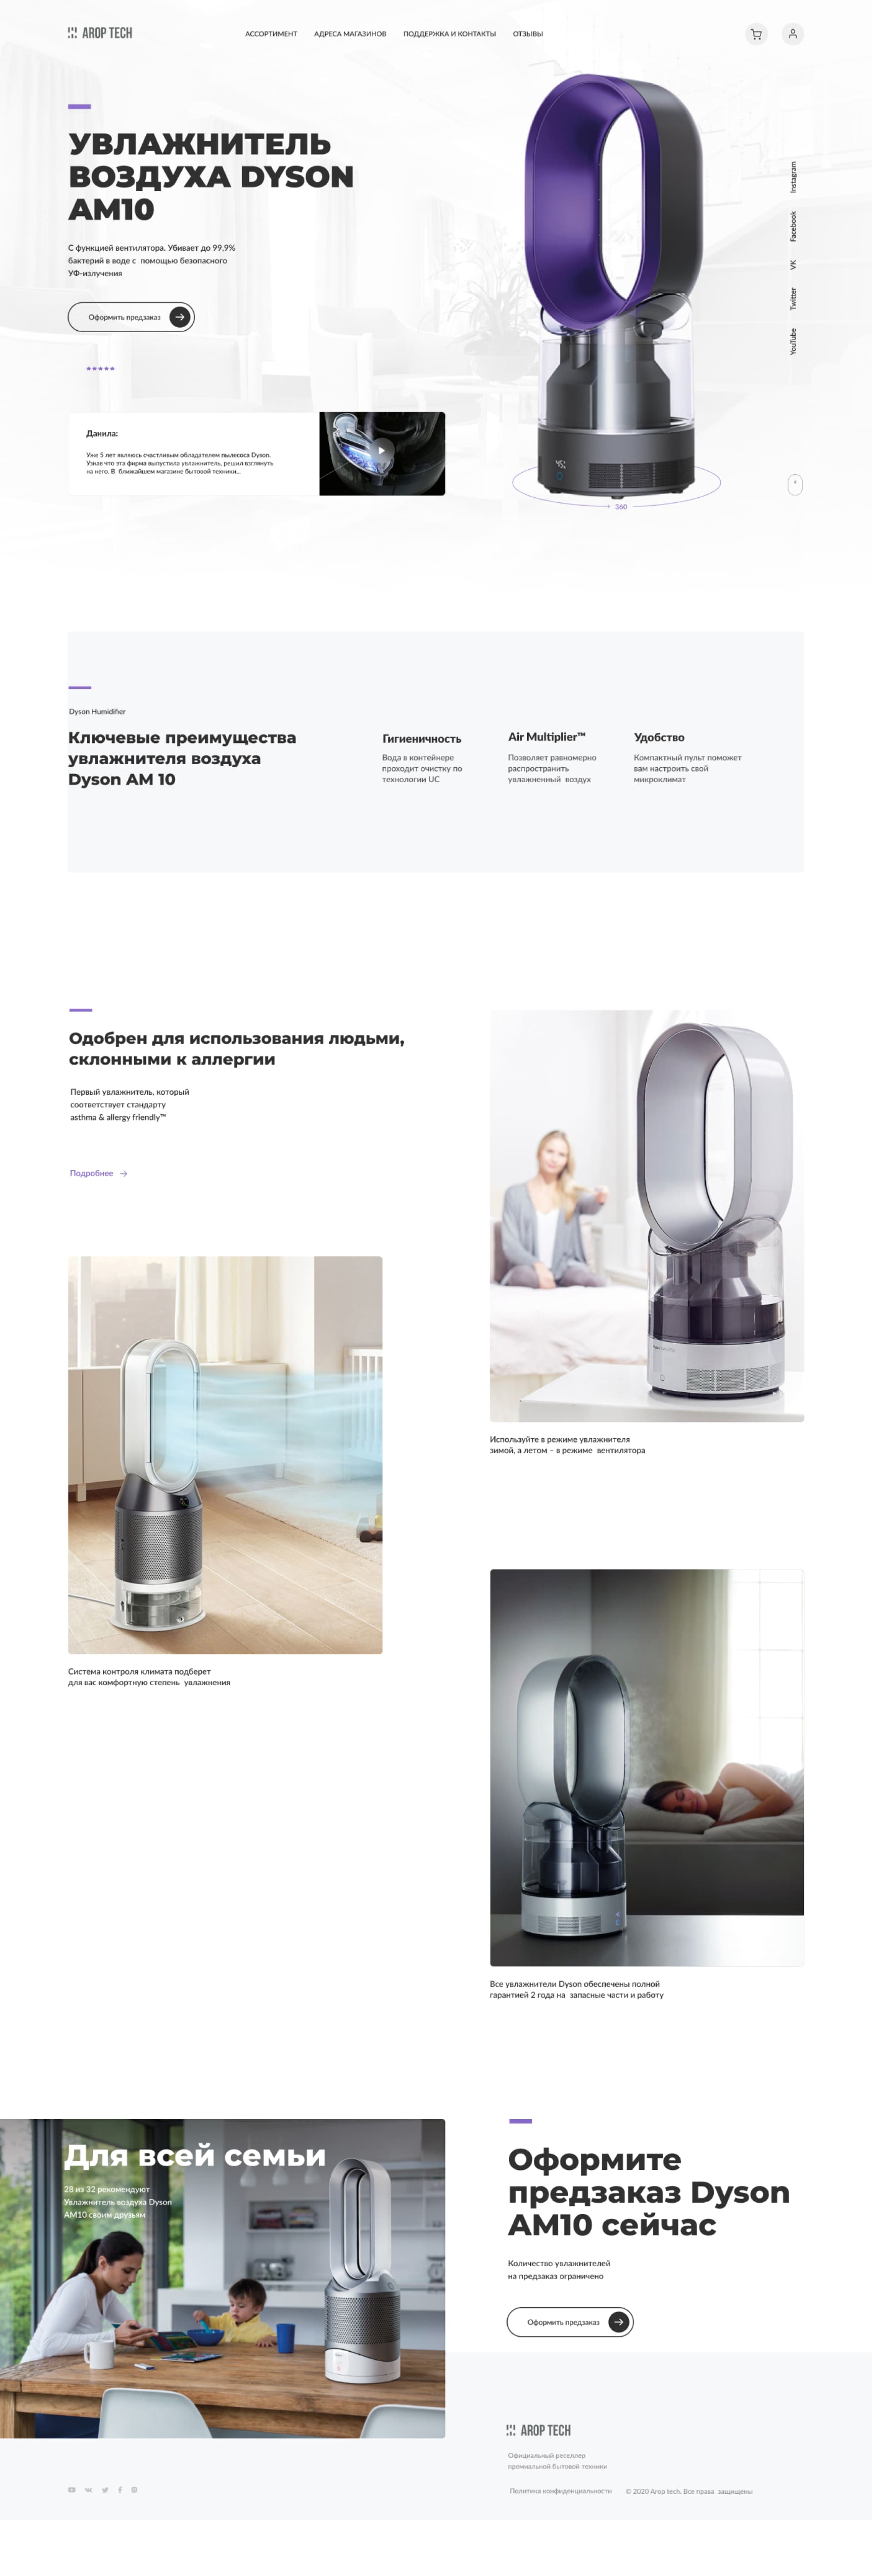 AROP TECH
АССОРТИМЕНТ
АДРЕСА МАГАЗИНОВ
ПОДДЕРЖКА И КОНТАКТЫ
ОТЗЫВЫ
УВЛАЖНИТЕЛЬ
ВОЗДУХА DYSON
AM10
С функцией вентилятора. Убивает до 99,9%
бактерий в воде с помощью безопасного
УФ-излучения
Оформить предзаказ
Данила:
Уже 5 лет являюсь счастливым обладателем пылесоса Dyson.
Узнав что эта фирма выпустила увлажнитель, решил взглянуть
на него. В ближайшем магазине бытовой техники...
45%
360
Instagram
Facebook
VK
Twitter
YouTube
Dyson Humidifier
Ключевые преимущества
увлажнителя воздуха
Dyson AM 10
Гигиеничность
Вода в контейнере
проходит очистку по
технологии UC
Air Multiplier™
Позволяет равномерно
распространить
увлажненный воздух
Удобство
Компактный пульт поможет
вам настроить свой
микроклимат
Одобрен для использования людьми,
склонными к аллергии
Первый увлажнитель, который
соответствует стандарту
asthma & allergy friendly™
Подробнее
Используйте в режиме увлажнителя
зимой, а летом – в режиме вентилятора
Система контроля климата подберет
для вас комфортную степень увлажнения
Все увлажнители Dyson обеспечены полной
гарантией 2 года на запасные части и работу
Для всей семьи
28 из 32 рекомендуют
Увлажнитель воздуха Dyson
AM10 своим друзьям
Оформите
предзаказ Dyson
AM10 сейчас
Количество увлажнителей
на предзаказ ограничено
Оформить предзаказ
AROP TECH
Официальный реселлер
премиальной бытовой техники
Политика конфиденциальности
© 2020 Arop tech. Все права защищены